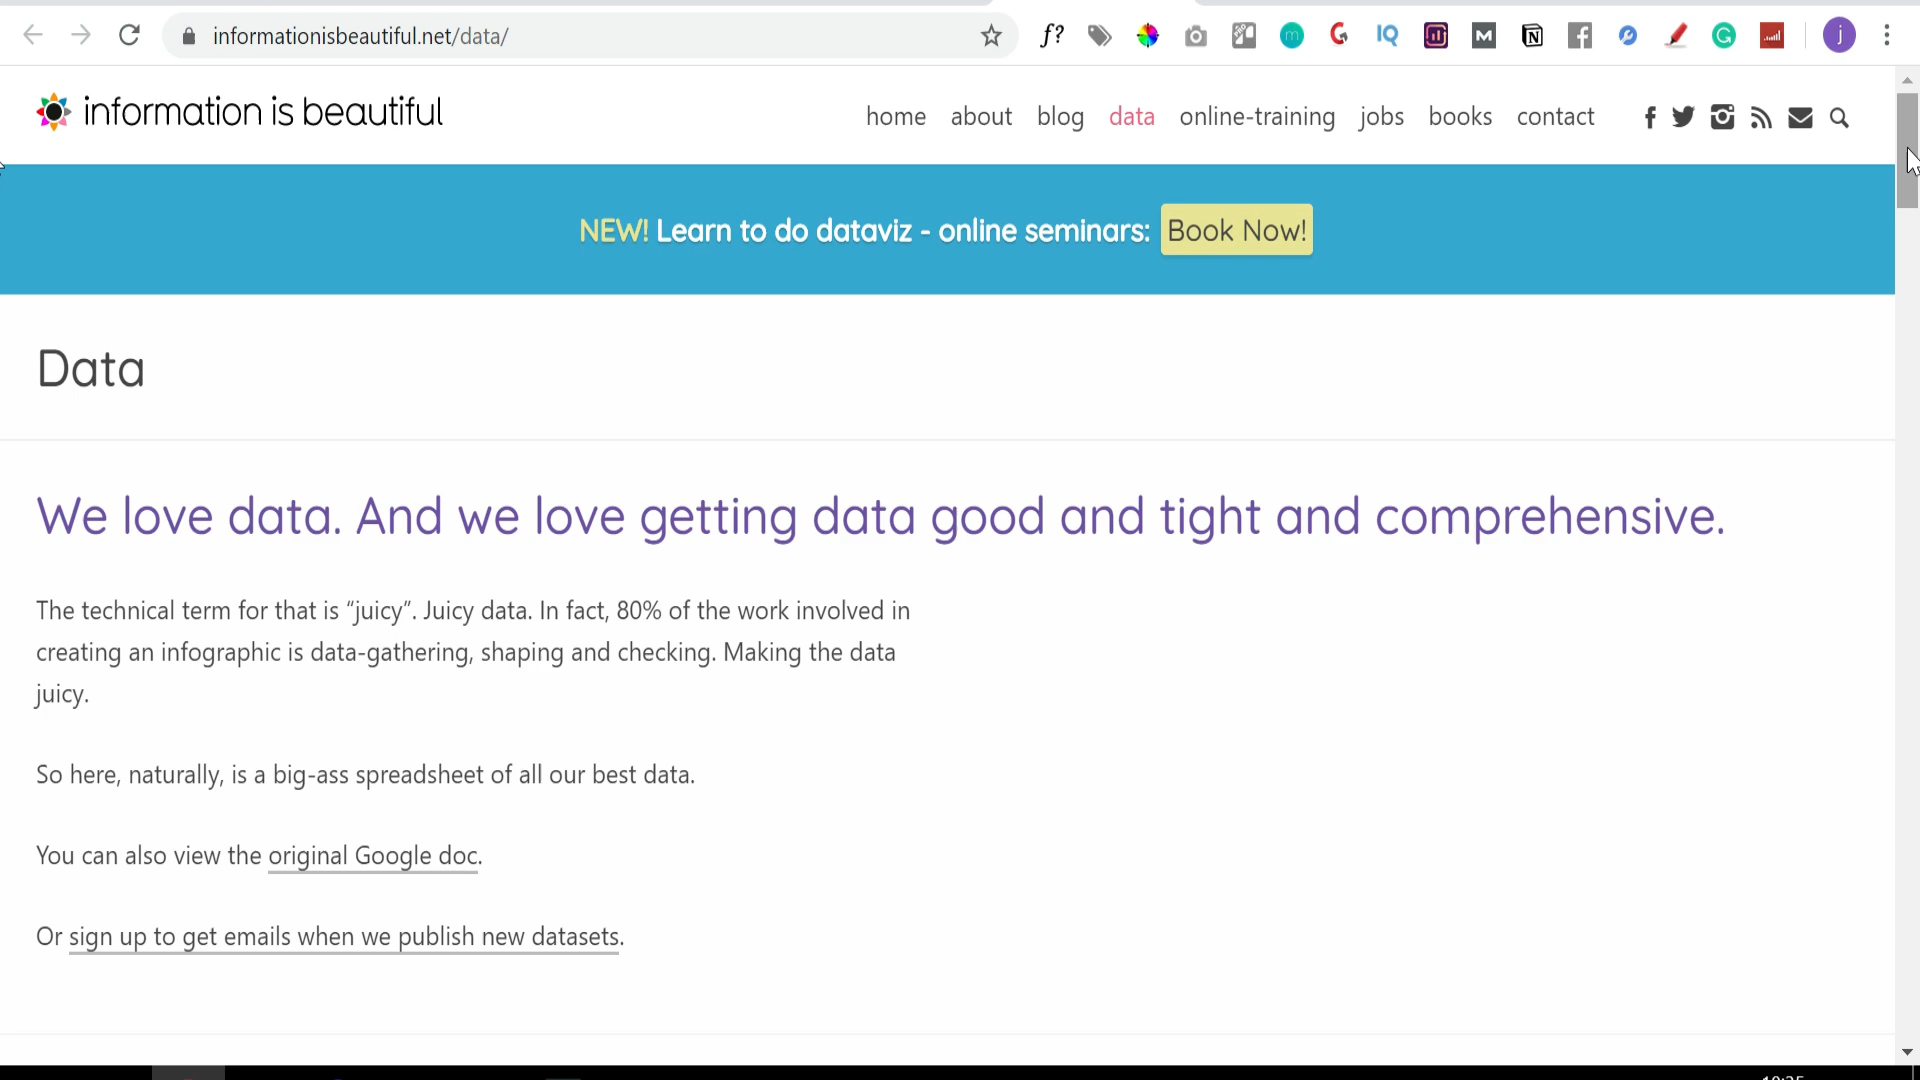 informationisbeautiful.net/data/
f?
m
IQ
M
N
G
j
information is beautiful
home about blog data online-training jobs books contact
NEW! Learn to do dataviz - online seminars: Book Now!
Data
We love data. And we love getting data good and tight and comprehensive.
The technical term for that is “juicy”. Juicy data. In fact, 80% of the work involved in
creating an infographic is data-gathering, shaping and checking. Making the data
juicy.
So here, naturally, is a big-ass spreadsheet of all our best data.
You can also view the original Google doc.
Or sign up to get emails when we publish new datasets.